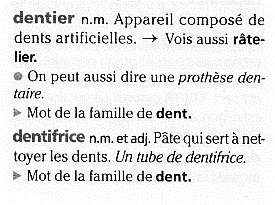 dentier n.m. Appareil composé de
dents artificielles. → Vois aussi râte-
lier.
● On peut aussi dire une prothèse den-
taire.
▶ Mot de la famille de dent.
dentifrice n.m. et adj. Pâte qui sert à net-
toyer les dents. Un tube de dentifrice.
▶ Mot de la famille de dent.